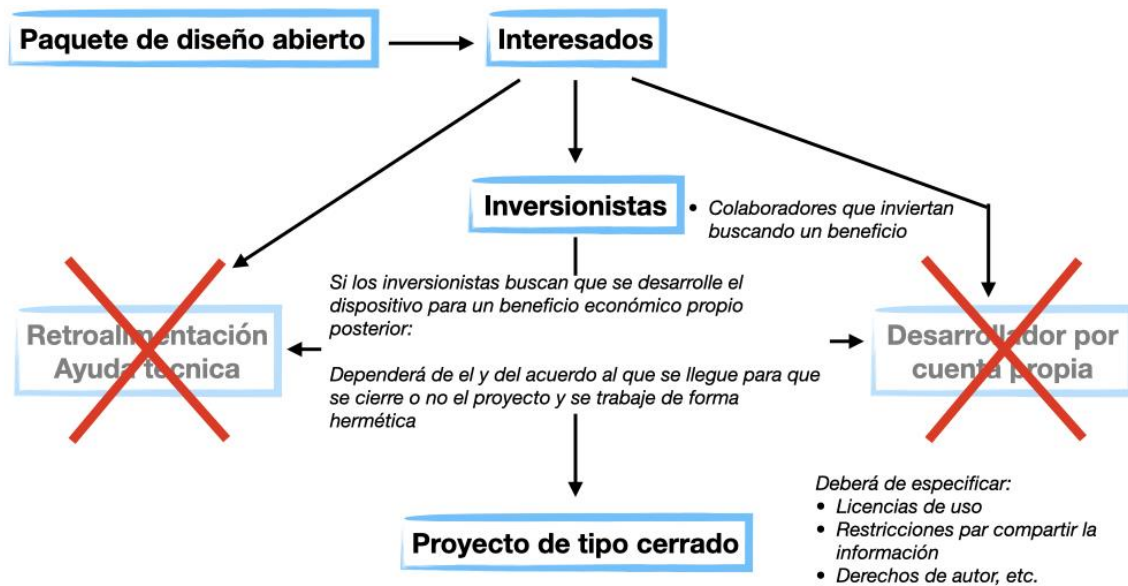 Paquete de diseño abierto
Interesados
Inversionistas
• Colaboradores que inviertan
buscando un beneficio
Si los inversionistas buscan que se desarrolle el
dispositivo para un beneficio económico propio
posterior:
Retroalimentación
Ayuda técnica
Desarrollador por
cuenta propia
Dependerá de el y del acuerdo al que se llegue para que
se cierre o no el proyecto y se trabaje de forma
hermética
Proyecto de tipo cerrado
Deberá de especificar:
• Licencias de uso
• Restricciones par compartir la
información
• Derechos de autor, etc.